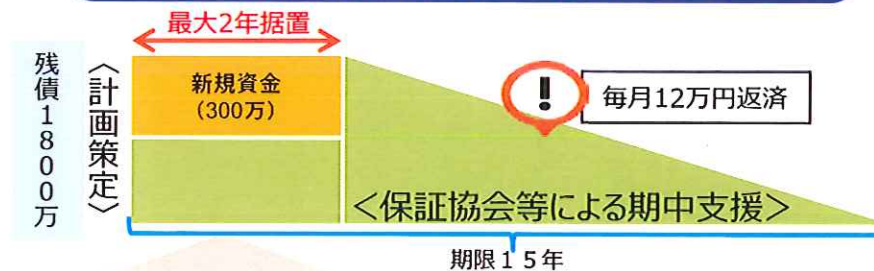 最大2年据置
残債1800万
〈計画策定〉
新規資金
(300万)
!
毎月12万円返済
<保証協会等による期中支援>
期限15年